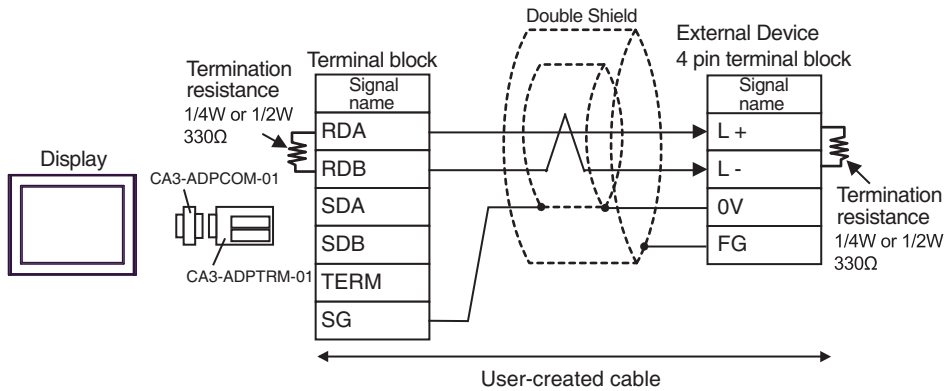 Double Shield
External Device
4 pin terminal block
Terminal block
Termination
resistance
1/4W or 1/2W
330Ω
Signal
name
Signal
name
RDA
L +
RDB
L -
Display
CA3-ADPCOM-01
SDA
0V
Termination
resistance
1/4W or 1/2W
330Ω
SDB
FG
CA3-ADPTRM-01
TERM
SG
User-created cable